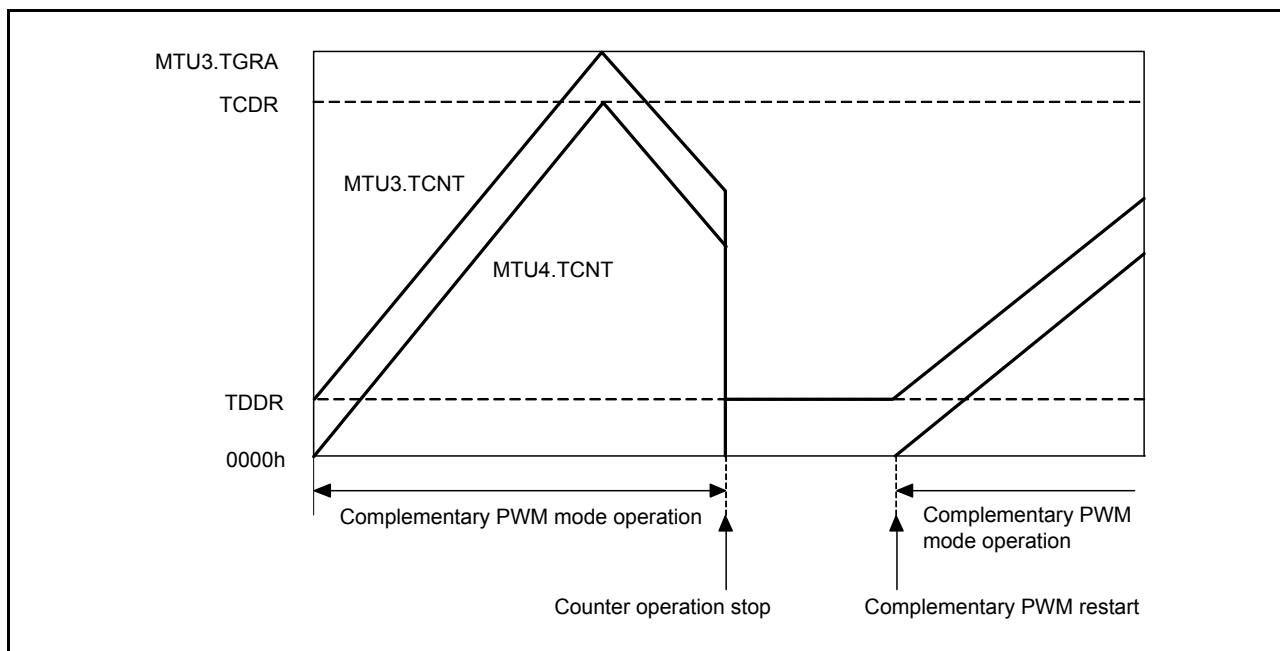 MTU3.TGRA
TCDR
MTU3.TCNT
MTU4.TCNT
TDDR
0000h
Complementary PWM mode operation
Complementary PWM
mode operation
Counter operation stop
Complementary PWM restart